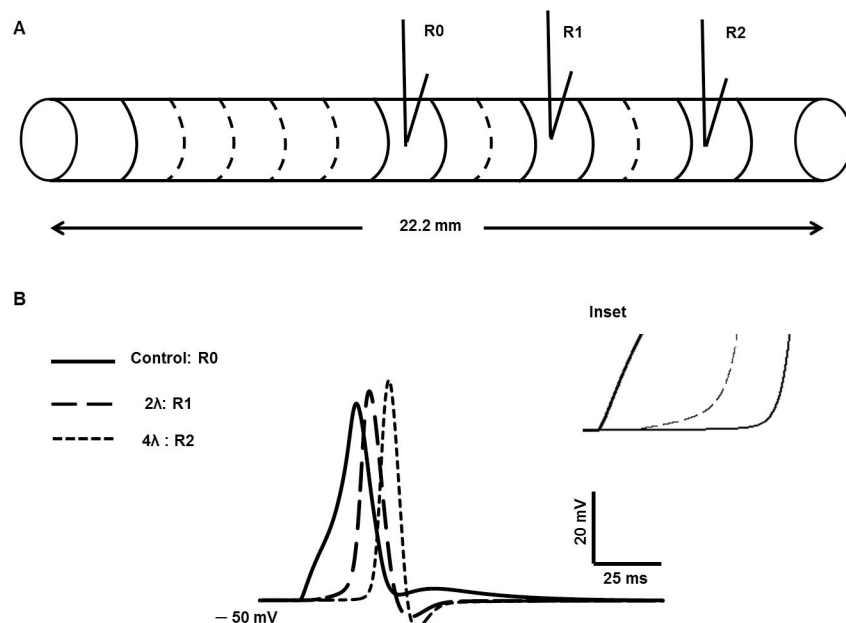 A
R0
R1
R2
22.2 mm
B
Inset
Control: R0
2λ: R1
4λ : R2
20 mV
25 ms
— 50 mV